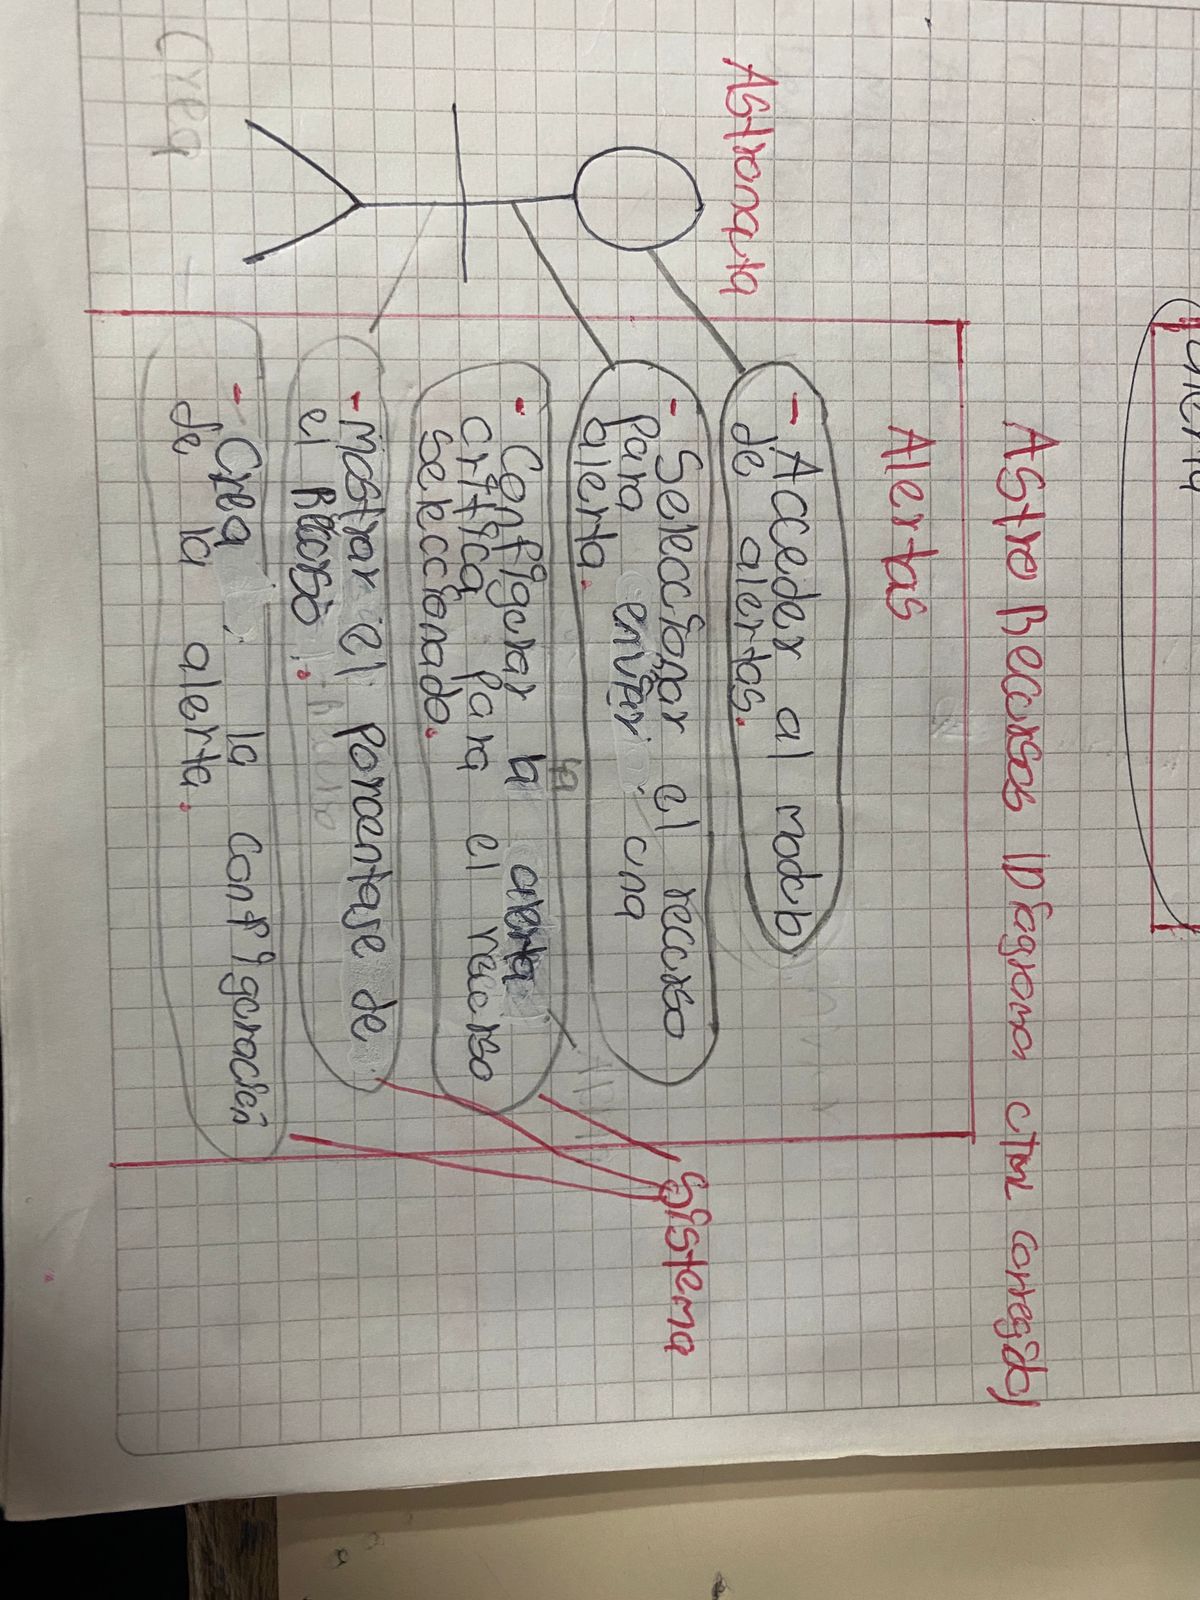 Astro Recursos | Diagrama UML corregido|
Astronauta
Alertas
- Acceder al modulo
de alertas.
- Seleccionar el recurso
para enviar una
alerta.
- Configurar la alerta
critica para el recurso
seleccionado.
- Mostrar el Porcentaje de
el Recurso.
- Crea la configuración
de la alerta.
Sistema
Crea